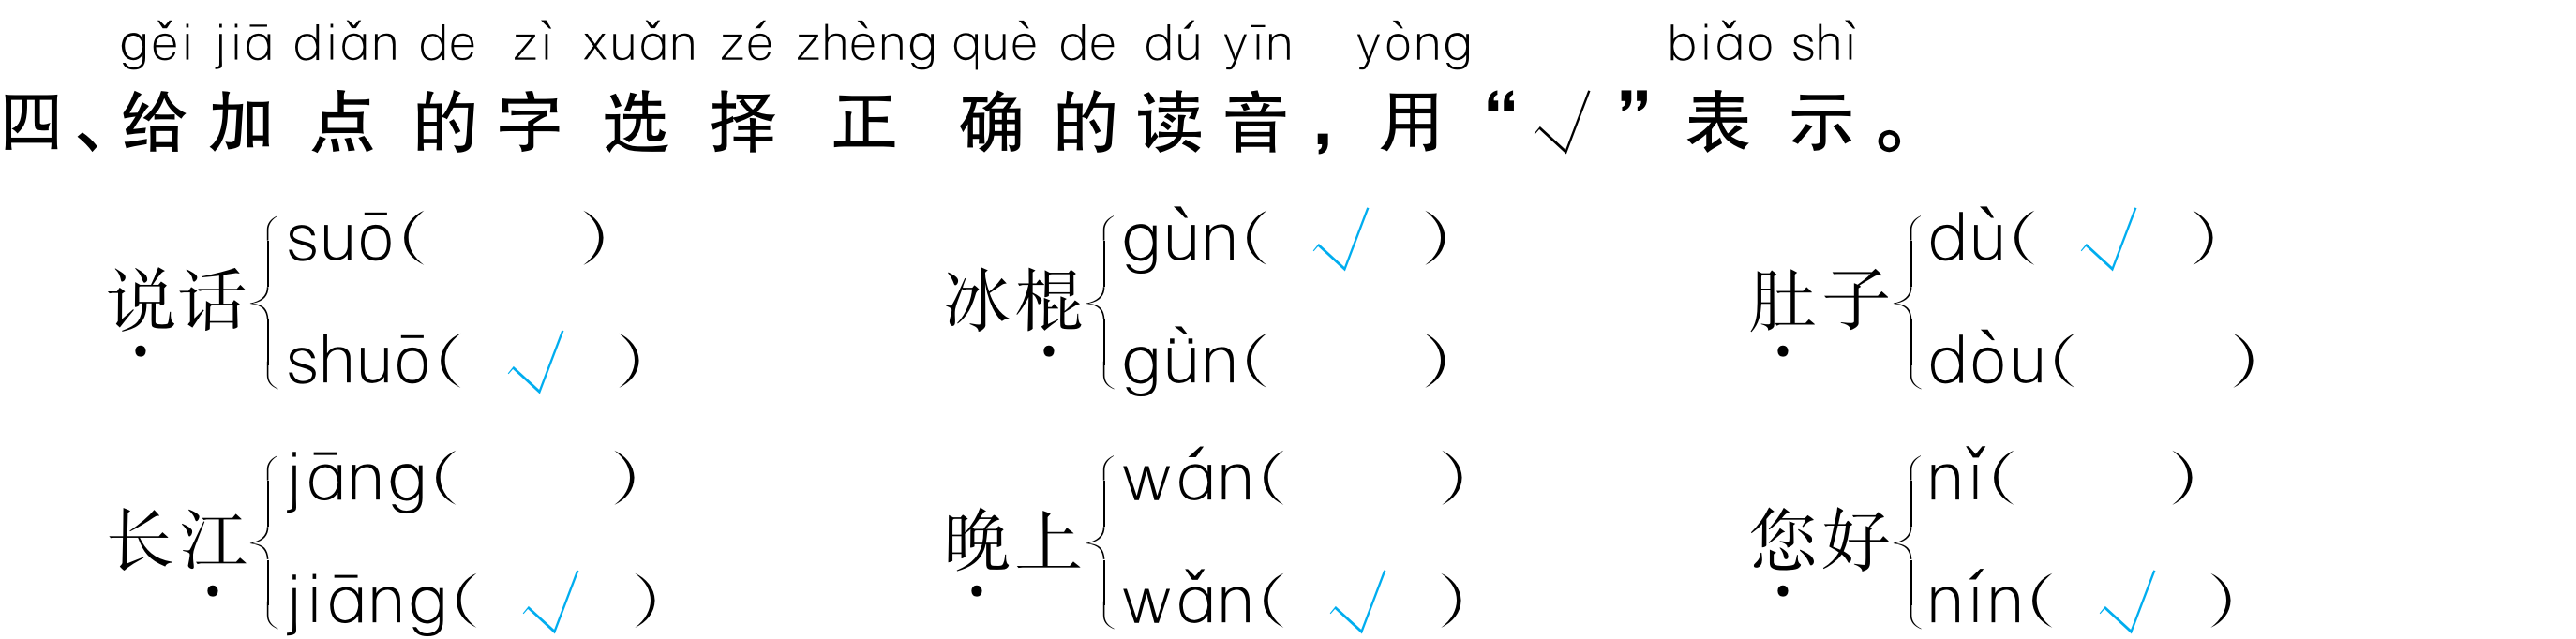 gěi jiā diǎn de zì xuǎn zé zhèng què de dú yīn yòng biǎo shì
四、给加点的字选择正确的读音，用“√”表示。
suō( ) gùn( √ ) dù( √ )
说话 冰棍 肚子
shuō( √ ) gǜn( ) dòu( )
jāng( ) wán( ) nǐ( )
长江 晚上 您好
jiāng( √ ) wǎn( √ ) nín( √ )